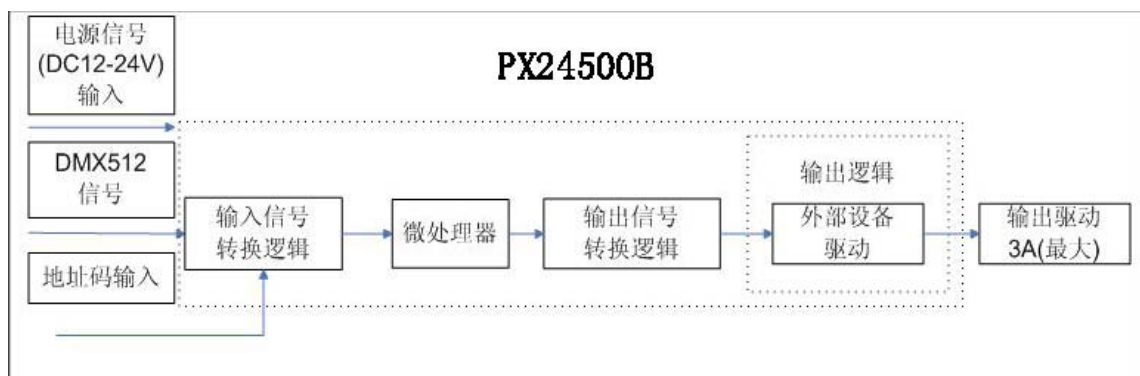 电源信号
(DC12-24V)
输入
PX24500B
DMX512
信号
地址码输入
输入信号
转换逻辑
微处理器
输出信号
转换逻辑
输出逻辑
外部设备
驱动
输出驱动
3A(最大)